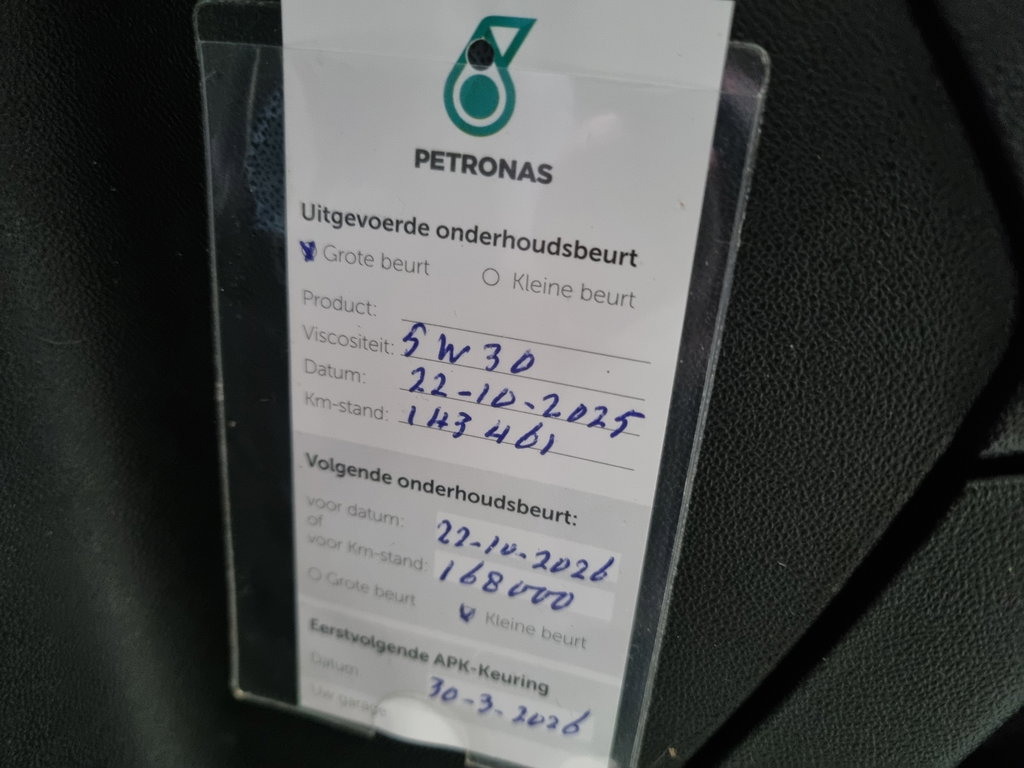 PETRONAS
Uitgevoerde onderhoudsbeurt
Grote beurt Kleine beurt
Product:
Viscositeit: 5W30
Datum: 22-10-2025
Km-stand: 143461
Volgende onderhoudsbeurt:
voor datum: 22-10-2026
of
voor Km-stand: 168000
Grote beurt Kleine beurt
Eerstvolgende APK-Keuring
Datum 30-3-2026
Uw garage